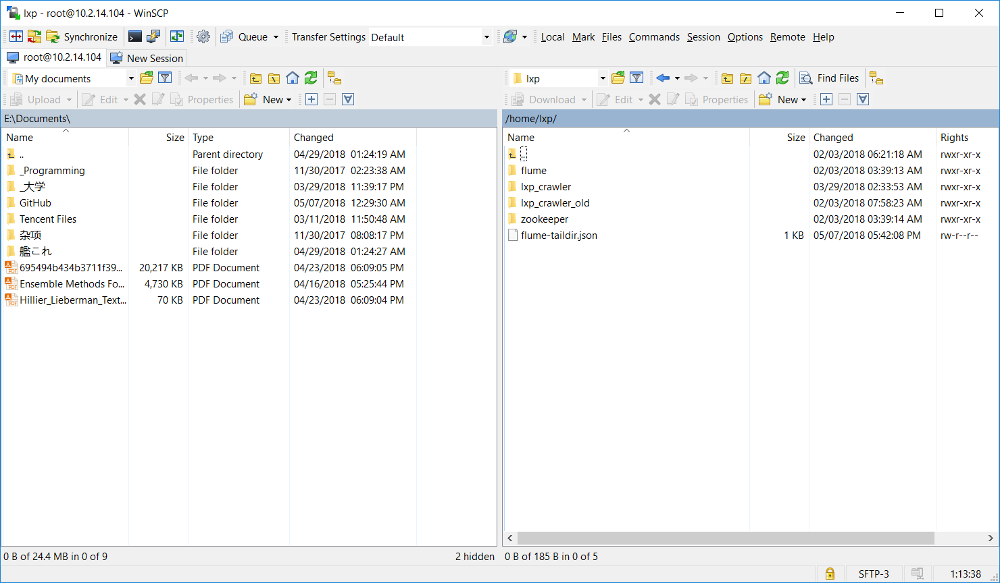 lxp - root@10.2.14.104 - WinSCP
Synchronize Queue Transfer Settings Default Local Mark Files Commands Session Options Remote Help
root@10.2.14.104 New Session
My documents
Upload Edit Properties New
E:\Documents\
Name Size Type Changed
.. Parent directory 04/29/2018 01:24:19 AM
_Programming File folder 11/30/2017 02:23:38 AM
_大学 File folder 03/29/2018 11:39:17 PM
GitHub File folder 05/07/2018 12:29:30 AM
Tencent Files File folder 03/11/2018 11:50:48 AM
杂项 File folder 11/30/2017 08:08:17 PM
艦これ File folder 04/29/2018 01:24:27 AM
695494b434b3711f39... 20,217 KB PDF Document 04/23/2018 06:09:05 PM
Ensemble Methods Fo... 4,730 KB PDF Document 04/16/2018 05:25:44 PM
Hillier_Lieberman_Text... 70 KB PDF Document 04/23/2018 06:09:04 PM
0 B of 24.4 MB in 0 of 9 2 hidden
lxp Find Files
Download Edit Properties New
/home/lxp/
Name Size Changed Rights
.. 02/03/2018 06:21:18 AM rwxr-xr-x
flume 02/03/2018 03:39:13 AM rwxr-xr-x
lxp_crawler 03/29/2018 02:33:53 AM rwxr-xr-x
lxp_crawler_old 02/03/2018 07:58:23 AM rwxr-xr-x
zookeeper 02/03/2018 03:39:14 AM rwxr-xr-x
flume-taildir.json 1 KB 05/07/2018 05:42:08 PM rw-r--r--
0 B of 185 B in 0 of 5
SFTP-3 1:13:38